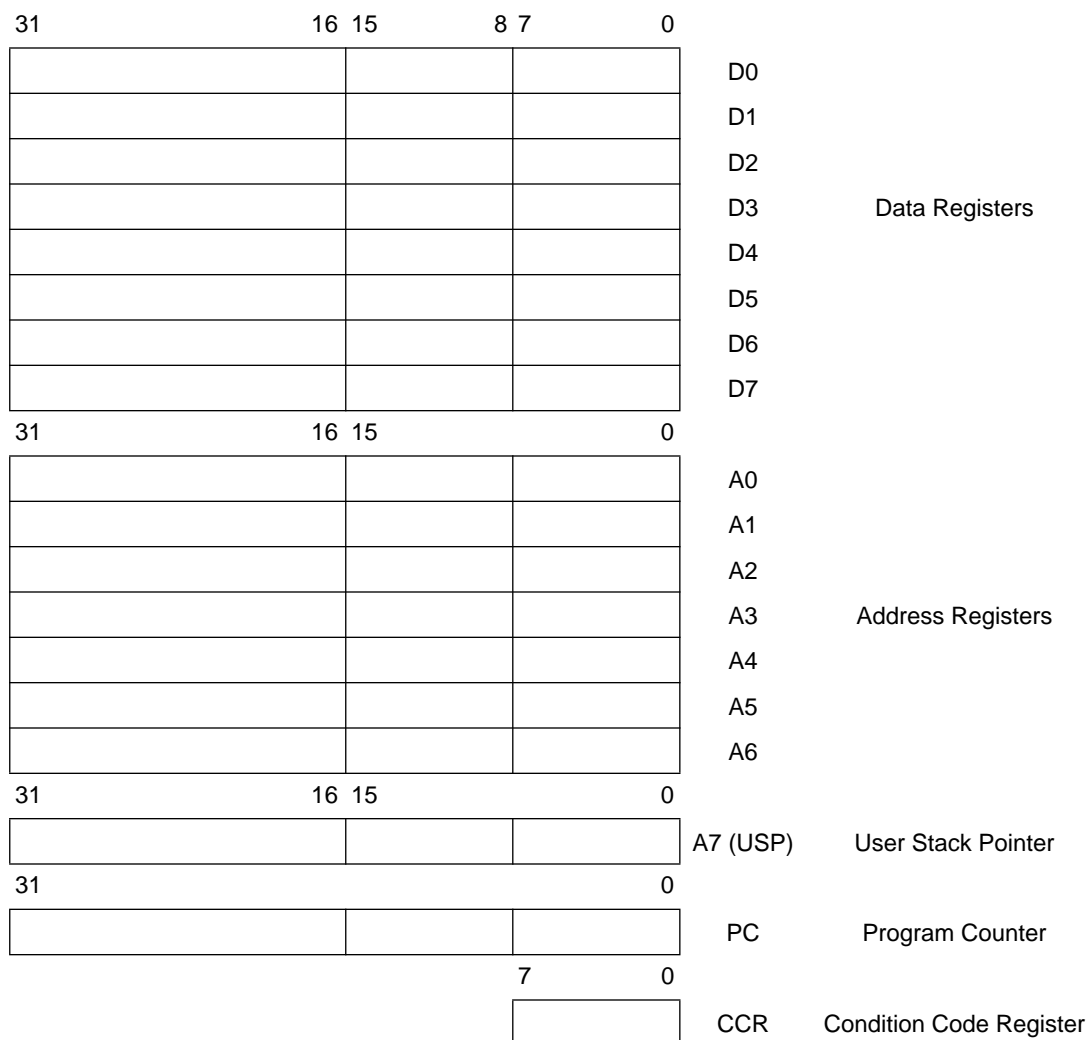 31 16 15 8 7 0
D0
D1
D2
D3 Data Registers
D4
D5
D6
D7
31 16 15 0
A0
A1
A2
A3 Address Registers
A4
A5
A6
31 16 15 0
A7 (USP) User Stack Pointer
31 0
PC Program Counter
7 0
CCR Condition Code Register